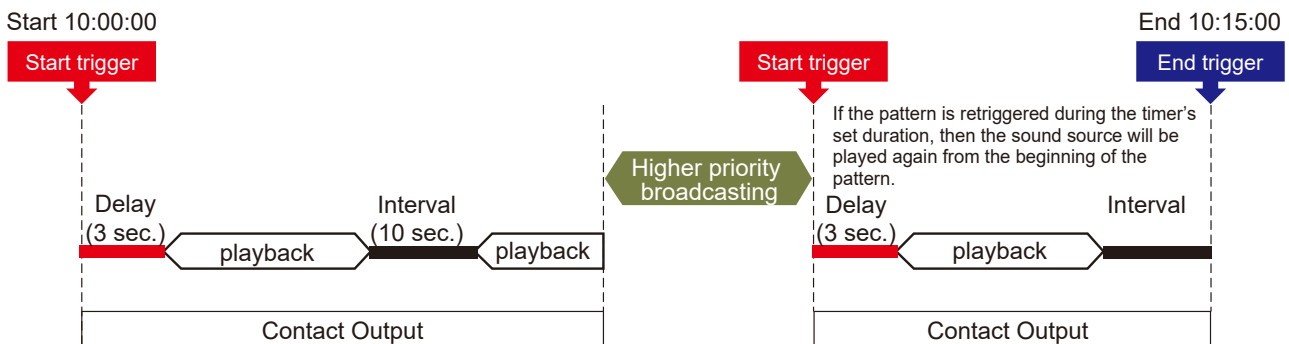 Start 10:00:00
End 10:15:00
Start trigger
Start trigger
End trigger
If the pattern is retriggered during the timer's
set duration, then the sound source will be
played again from the beginning of the
pattern.
Higher priority
broadcasting
Delay
(3 sec.)
Interval
(10 sec.)
Delay
(3 sec.)
Interval
playback
playback
playback
Contact Output
Contact Output